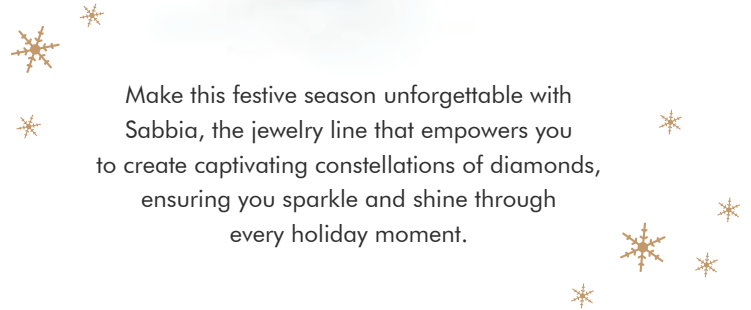 Make this festive season unforgettable with
Sabbia, the jewelry line that empowers you
to create captivating constellations of diamonds,
ensuring you sparkle and shine through
every holiday moment.